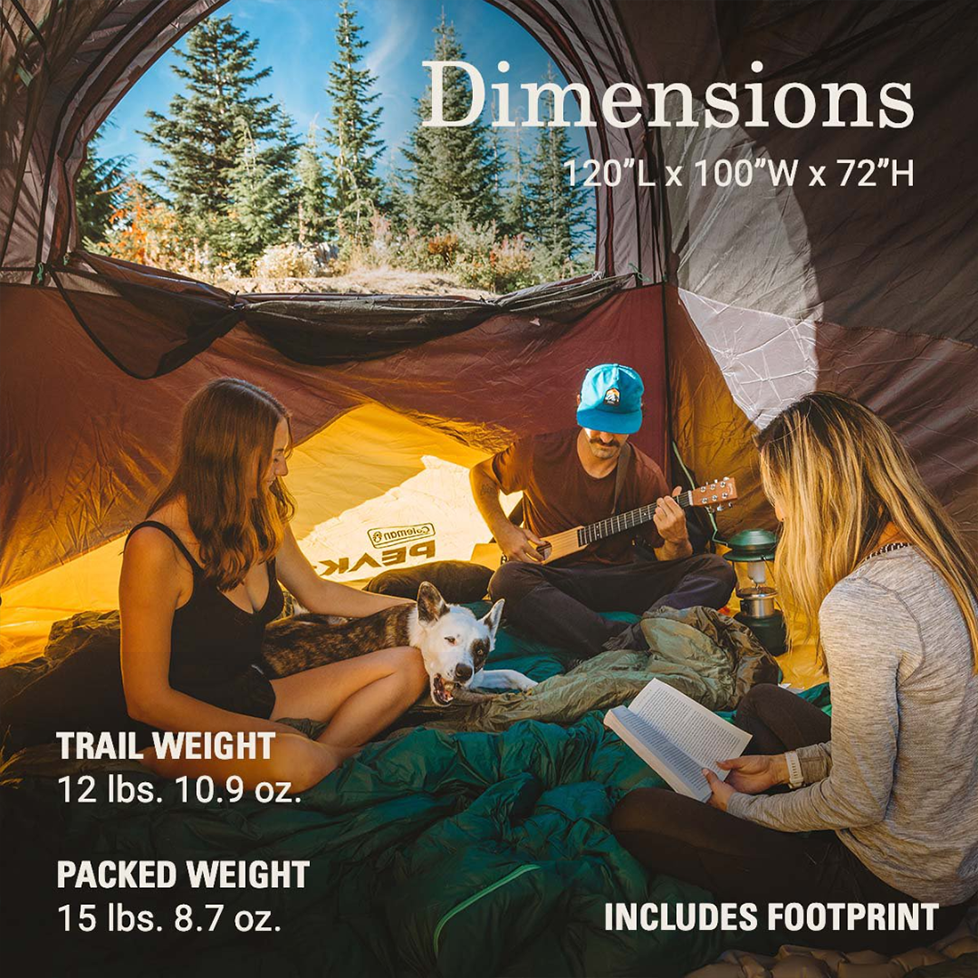 Dimensions
120”L x 100”W x 72”H
Coleman®
PEAK
TRAIL WEIGHT
12 lbs. 10.9 oz.
PACKED WEIGHT
15 lbs. 8.7 oz.
INCLUDES FOOTPRINT